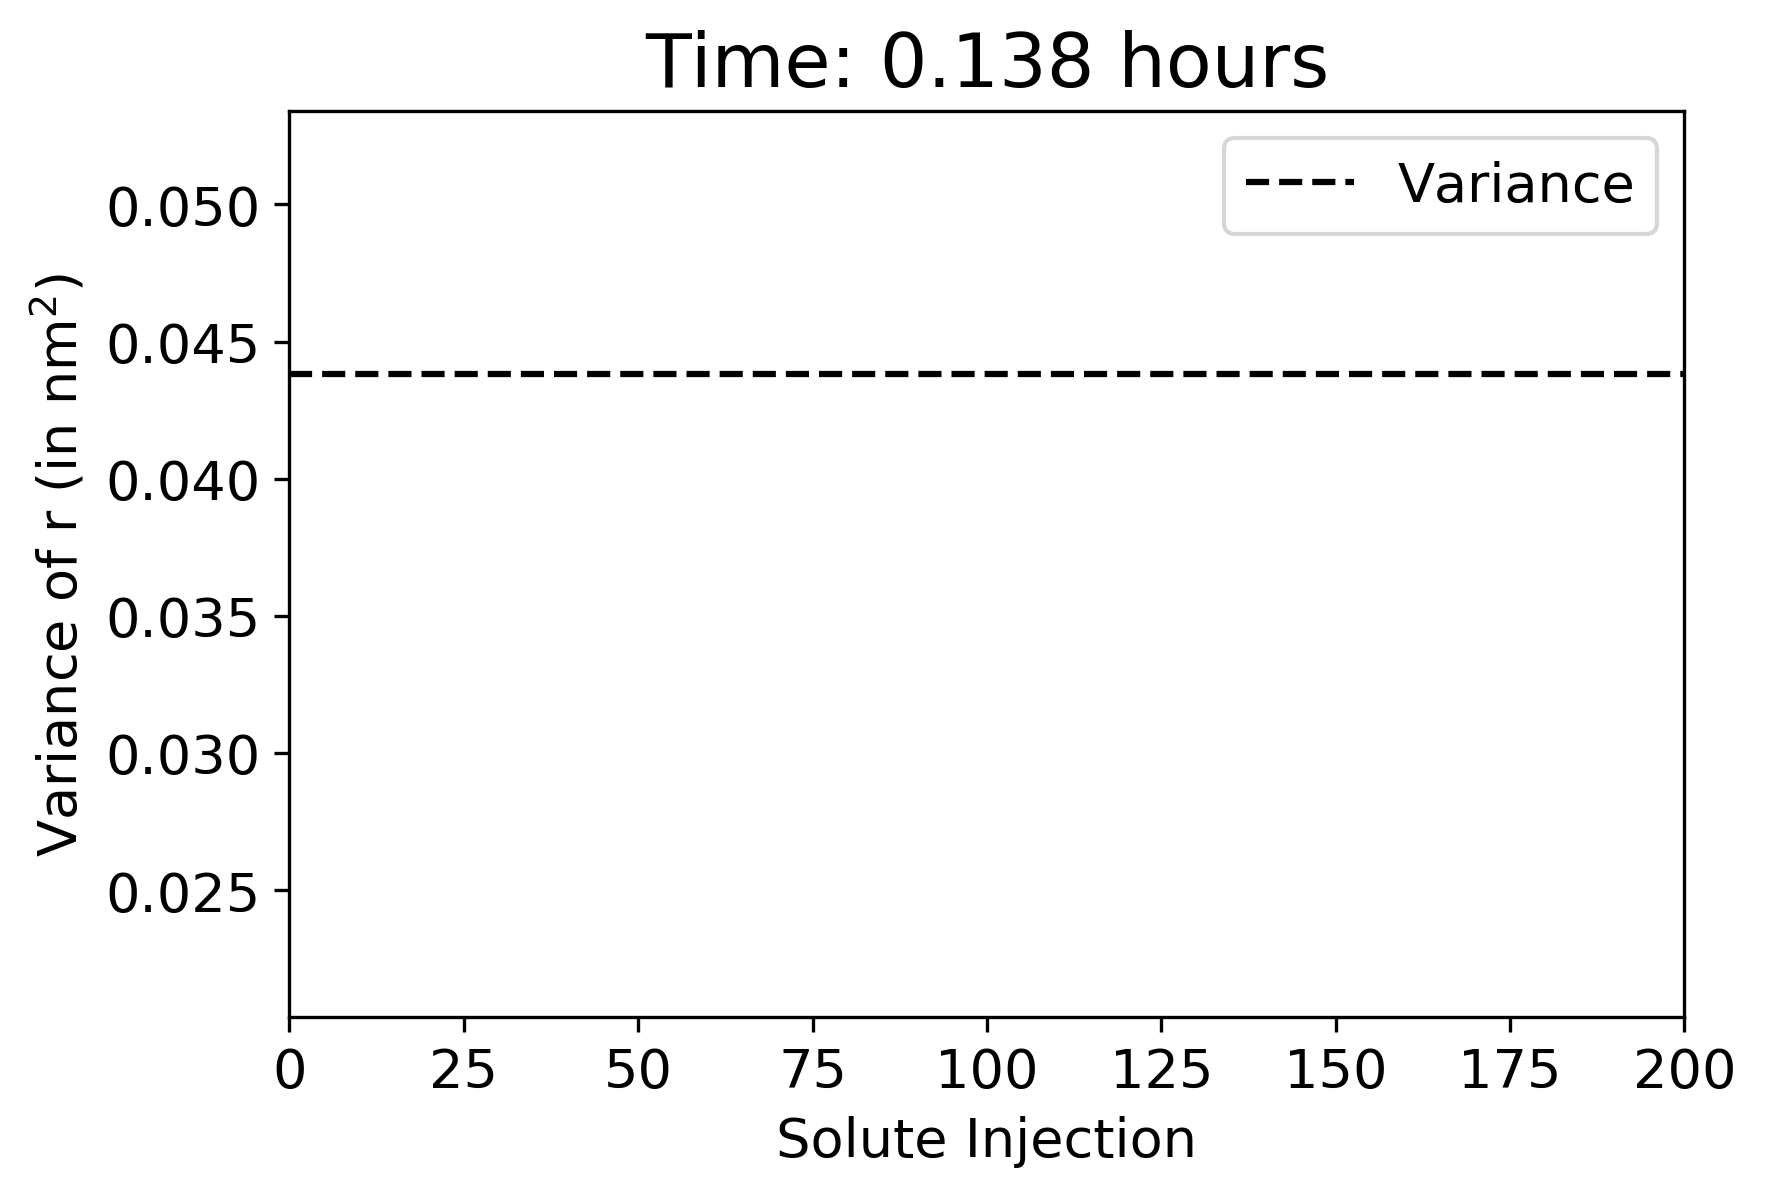 Time: 0.138 hours
Variance
0.050
0.045
0.040
0.035
0.030
0.025
Variance of r (in nm²)
0 25 50 75 100 125 150 175 200
Solute Injection